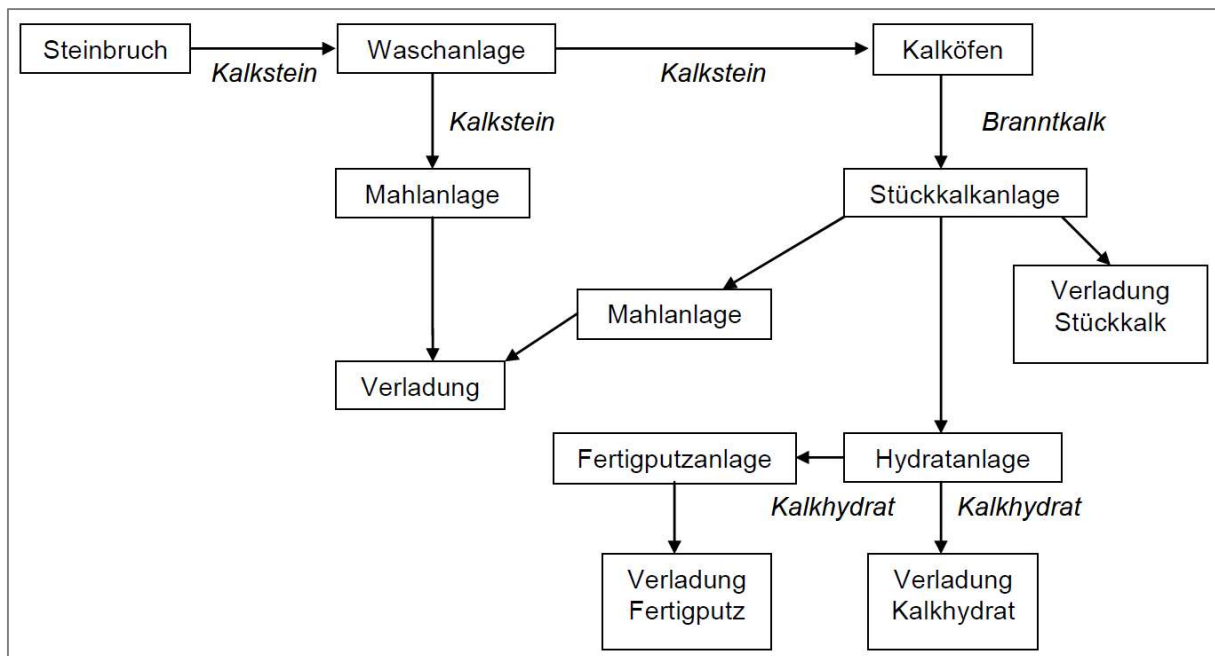 Steinbruch
Waschanlage
Kalköfen
Kalkstein
Kalkstein
Kalkstein
Branntkalk
Mahlanlage
Stückkalkanlage
Mahlanlage
Verladung
Stückkalk
Verladung
Fertigputzanlage
Hydratanlage
Kalkhydrat
Kalkhydrat
Verladung
Fertigputz
Verladung
Kalkhydrat